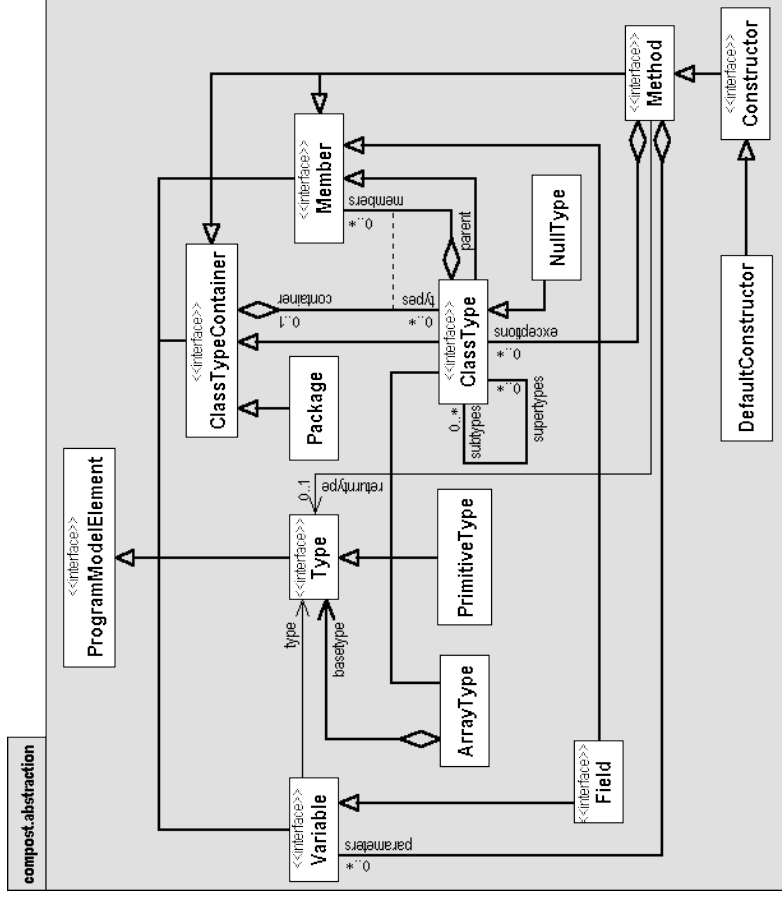 compost.abstraction
<<interface>>
ProgramModelElement
<<interface>>
Variable
0..*
parameters
type
basetype
<<interface>>
Type
0..1
returntype
<<interface>>
ClassTypeContainer
0..1
container
<<interface>>
Member
0..*
members
Package
ArrayType
PrimitiveType
<<interface>>
ClassType
0..*
types
parent
0..*
subtypes
0..*
supertypes
0..*
exceptions
NullType
<<interface>>
Field
<<interface>>
Method
<<interface>>
Constructor
DefaultConstructor